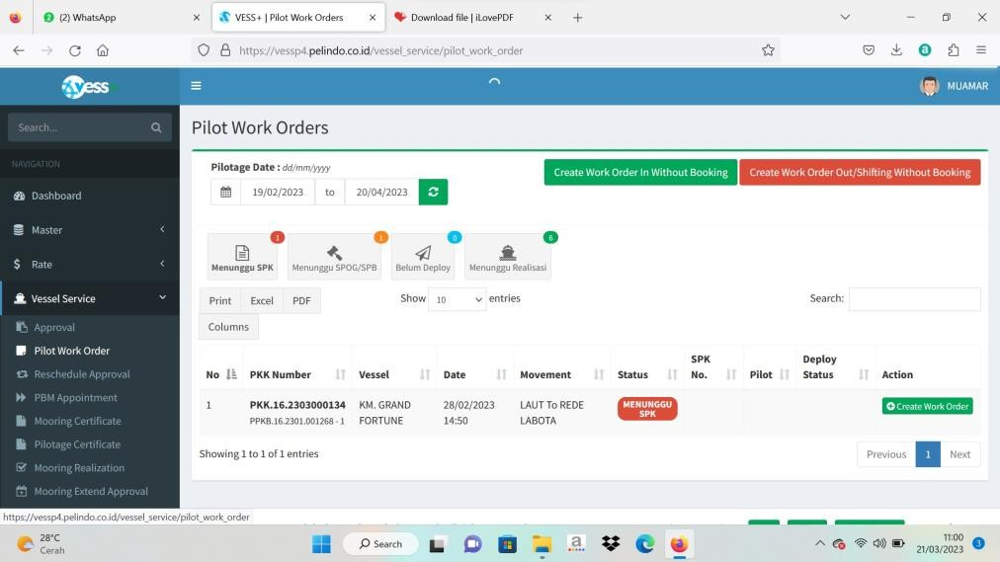 (2) WhatsApp
VESS+ | Pilot Work Orders
Download file | iLovePDF
https://vessp4.pelindo.co.id/vessel_service/pilot_work_order
vess
MUAMAR
Search...
Pilot Work Orders
NAVIGATION
Pilotage Date : dd/mm/yyyy
Create Work Order In Without Booking
Create Work Order Out/Shifting Without Booking
19/02/2023 to 20/04/2023
Dashboard
Master
Rate
Vessel Service
Approval
Pilot Work Order
Reschedule Approval
PBM Appointment
Mooring Certificate
Pilotage Certificate
Mooring Realization
Mooring Extend Approval
1
Menunggu SPK
1
Menunggu SPOG/SPB
0
Belum Deploy
6
Menunggu Realisasi
Print Excel PDF
Columns
Show 10 entries
Search:
No PKK Number Vessel Date Movement Status SPK No. Pilot Deploy Status Action
1 PKK.16.2303000134 KM. GRAND 28/02/2023 LAUT To REDE MENUNGGU Create Work Order
PPKB.16.2301.001268 - 1 FORTUNE 14:50 LABOTA SPK
Showing 1 to 1 of 1 entries
Previous 1 Next
https://vessp4.pelindo.co.id/vessel_service/pilot_work_order
28°C
Cerah
Search
11:00
21/03/2023
3